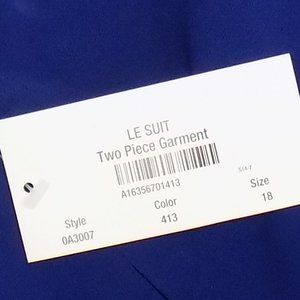 LE SUIT
Two Piece Garment
A16356701413
Style Color Size
0A3007 413 18